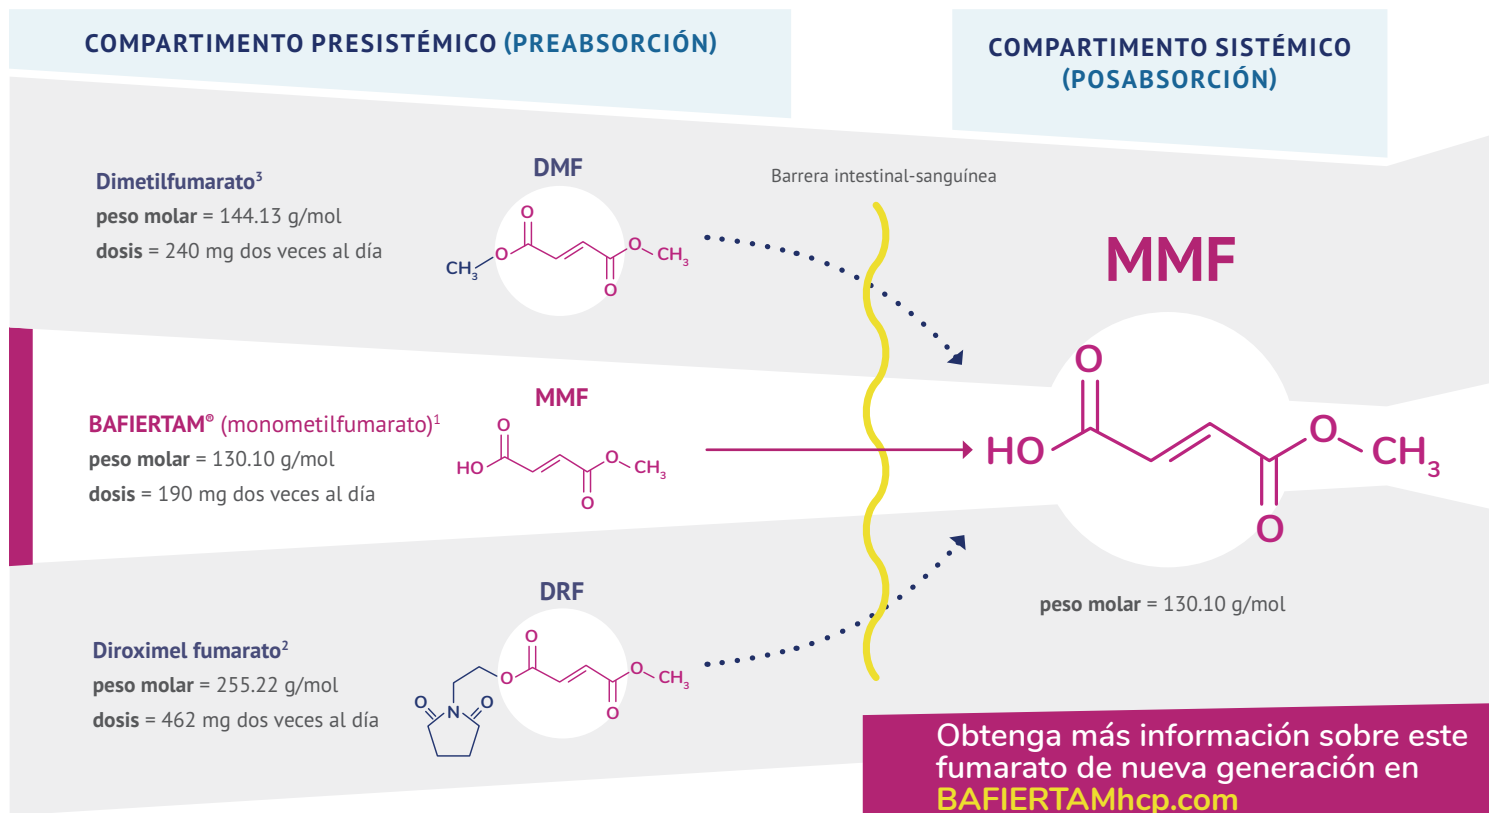 COMPARTIMENTO PRESISTÉMICO (PREABSORCIÓN)
COMPARTIMENTO SISTÉMICO
(POSABSORCIÓN)
Dimetilfumarato³
peso molar = 144.13 g/mol
dosis = 240 mg dos veces al día
DMF
O
CH₃ O O CH₃
O
Barrera intestinal-sanguínea
MMF
BAFIERTAM® (monometilfumarato)¹
peso molar = 130.10 g/mol
dosis = 190 mg dos veces al día
MMF
O
HO O CH₃
O
O
HO O CH₃
O
peso molar = 130.10 g/mol
Diroximel fumarato²
peso molar = 255.22 g/mol
dosis = 462 mg dos veces al día
DRF
O
O O CH₃
O N O O
Obtenga más información sobre este
fumarato de nueva generación en
BAFIERTAMhcp.com